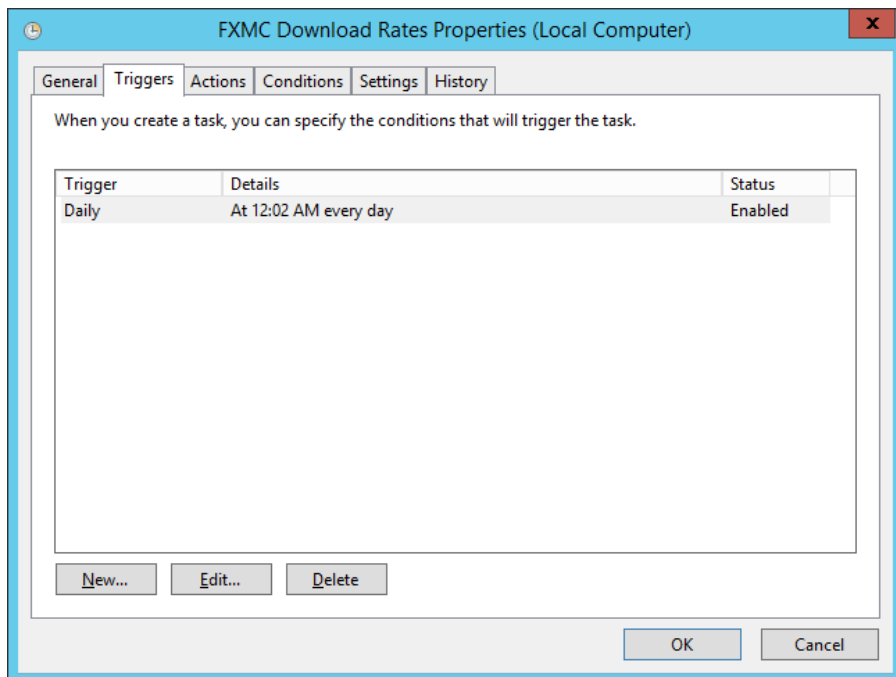 FXMC Download Rates Properties (Local Computer)
x
General Triggers Actions Conditions Settings History
When you create a task, you can specify the conditions that will trigger the task.
Trigger Details Status
Daily At 12:02 AM every day Enabled
New... Edit... Delete
OK Cancel